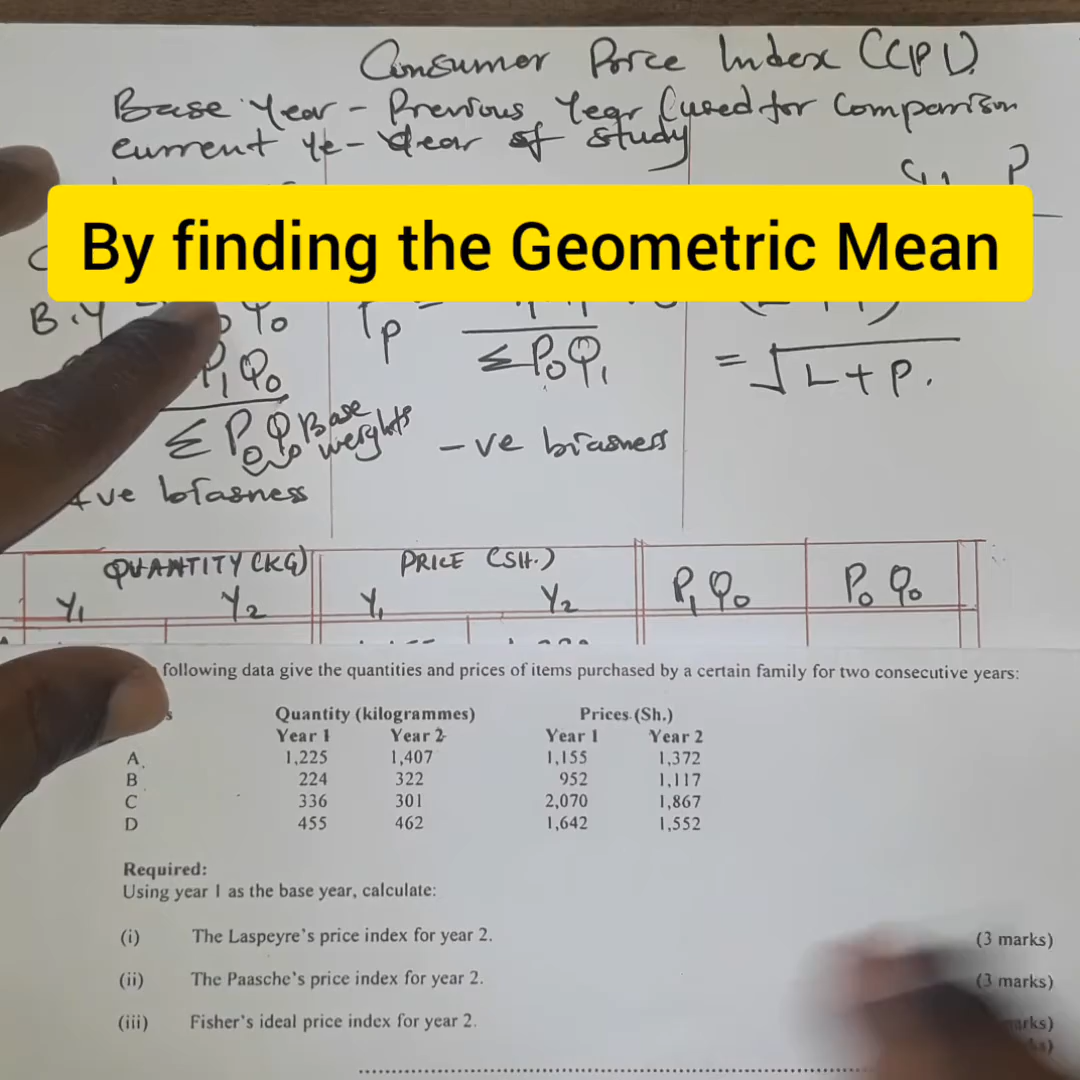 Consumer Price Index (CPI)
Base Year - Previous Year (used for Comparison
current Ye - Year of study
By finding the Geometric Mean
B.Y
P₁Q₀
Σ P₀Q₀ Base weights
+ve biasness
Σ P₀Q₁
-ve biasness
= √L + P.
QUANTITY (KG) PRICE (SH.) P₁Q₀ P₀Q₀
Y₁ Y₂ Y₁ Y₂
following data give the quantities and prices of items purchased by a certain family for two consecutive years:
Quantity (kilogrammes) Prices (Sh.)
Year 1 Year 2 Year 1 Year 2
A 1,225 1,407 1,155 1,372
B 224 322 952 1,117
C 336 301 2,070 1,867
D 455 462 1,642 1,552
Required:
Using year 1 as the base year, calculate:
(i) The Laspeyre's price index for year 2. (3 marks)
(ii) The Paasche's price index for year 2. (3 marks)
(iii) Fisher's ideal price index for year 2.